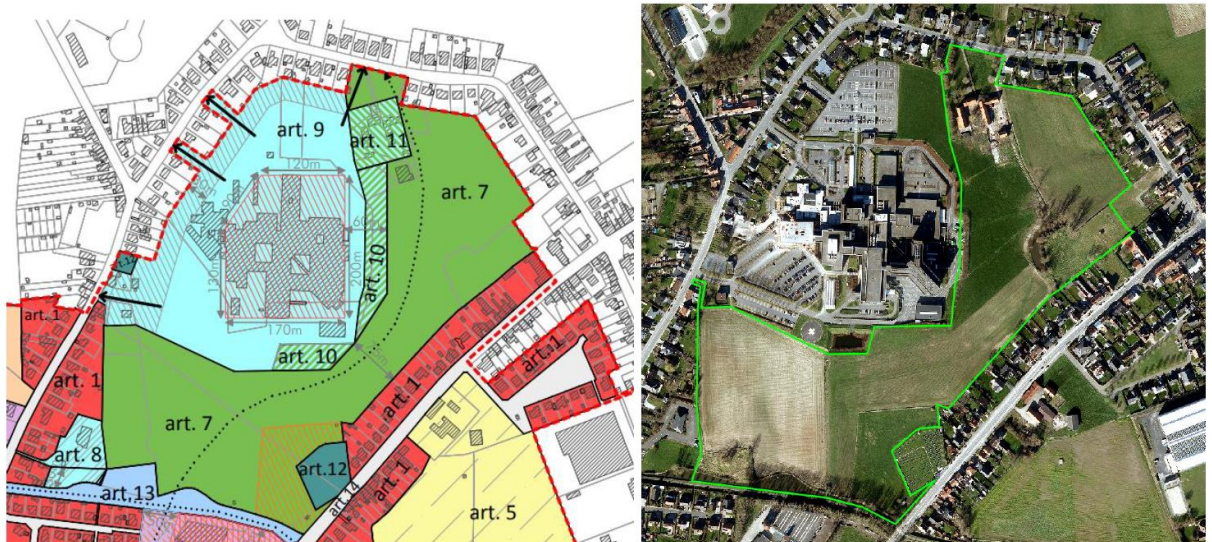 art. 9
art. 11
120m
art. 7
130m
200m
art. 10
170m
art. 10
art. 1
art. 1
art. 1
art. 1
art. 7
art. 8
art.12
art. 1
art.13
art.14
art. 5